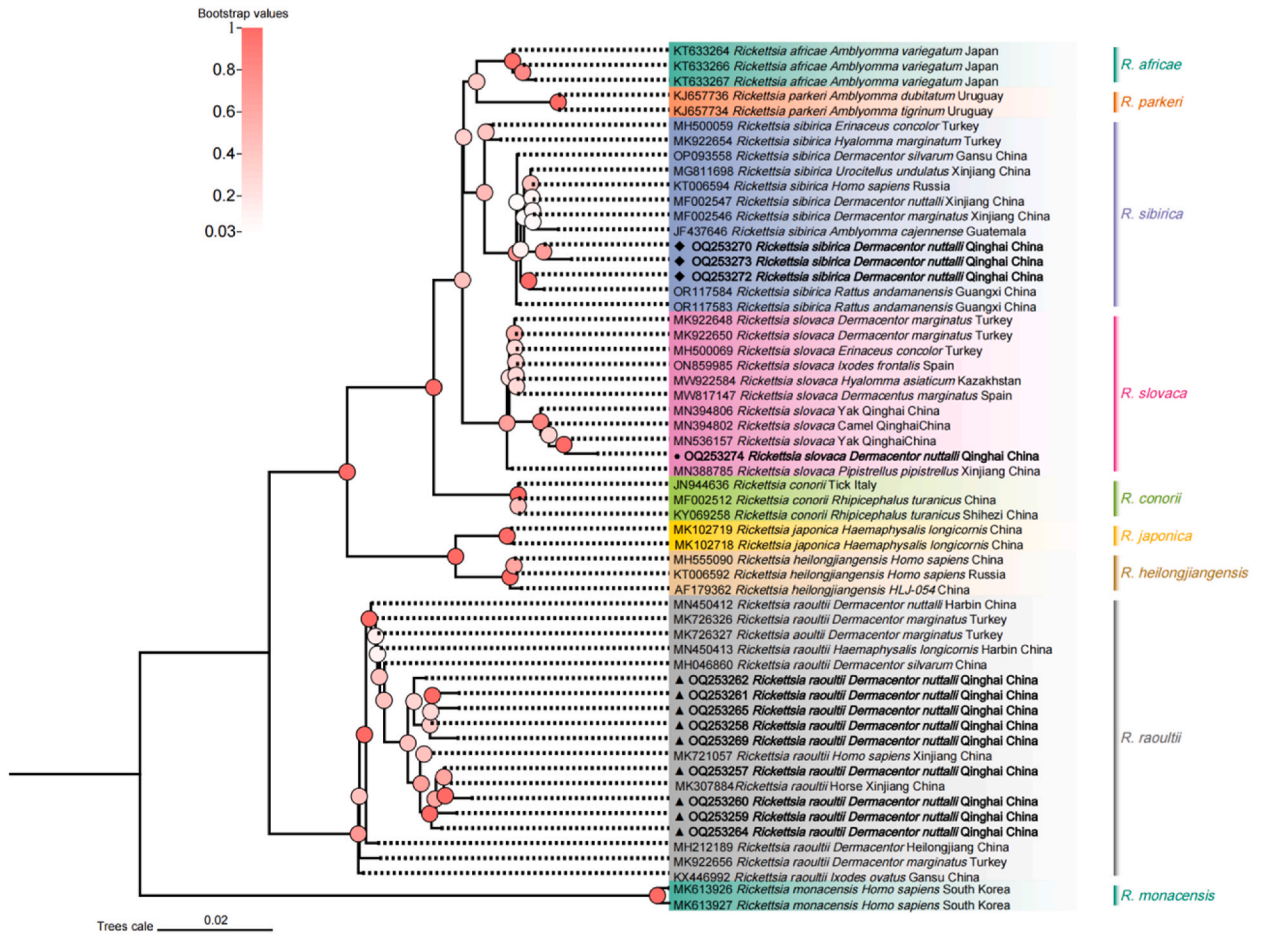 Bootstrap values
1
0.8
0.6
0.4
0.2
0.03
KT633264 Rickettsia africae Amblyomma variegatum Japan
KT633266 Rickettsia africae Amblyomma variegatum Japan
KT633267 Rickettsia africae Amblyomma variegatum Japan
R. africae
KJ657736 Rickettsia parkeri Amblyomma dubitatum Uruguay
KJ657734 Rickettsia parkeri Amblyomma tigrinum Uruguay
R. parkeri
MH500059 Rickettsia sibirica Erinaceus concolor Turkey
MK922654 Rickettsia sibirica Hyalomma marginatum Turkey
OP093558 Rickettsia sibirica Dermacentor silvarum Gansu China
MG811698 Rickettsia sibirica Urocitellus undulatus Xinjiang China
KT006594 Rickettsia sibirica Homo sapiens Russia
MF002547 Rickettsia sibirica Dermacentor nuttalli Xinjiang China
MF002546 Rickettsia sibirica Dermacentor marginatus Xinjiang China
JF437646 Rickettsia sibirica Amblyomma cajennense Guatemala
◆ OQ253270 Rickettsia sibirica Dermacentor nuttalli Qinghai China
◆ OQ253273 Rickettsia sibirica Dermacentor nuttalli Qinghai China
◆ OQ253272 Rickettsia sibirica Dermacentor nuttalli Qinghai China
OR117584 Rickettsia sibirica Rattus andamanensis Guangxi China
OR117583 Rickettsia sibirica Rattus andamanensis Guangxi China
R. sibirica
MK922648 Rickettsia slovaca Dermacentor marginatus Turkey
MK922650 Rickettsia slovaca Dermacentor marginatus Turkey
MH500069 Rickettsia slovaca Erinaceus concolor Turkey
ON859985 Rickettsia slovaca Ixodes frontalis Spain
MW922584 Rickettsia slovaca Hyalomma asiaticum Kazakhstan
MW817147 Rickettsia slovaca Dermacentus marginatus Spain
MN394806 Rickettsia slovaca Yak Qinghai China
MN394802 Rickettsia slovaca Camel QinghaiChina
MN536157 Rickettsia slovaca Yak QinghaiChina
● OQ253274 Rickettsia slovaca Dermacentor nuttalli Qinghai China
MN388785 Rickettsia slovaca Pipistrellus pipistrellus Xinjiang China
R. slovaca
JN944636 Rickettsia conorii Tick Italy
MF002512 Rickettsia conorii Rhipicephalus turanicus China
KY069258 Rickettsia conorii Rhipicephalus turanicus Shihezi China
R. conorii
MK102719 Rickettsia japonica Haemaphysalis longicornis China
MK102718 Rickettsia japonica Haemaphysalis longicornis China
R. japonica
MH555090 Rickettsia heilongjiangensis Homo sapiens China
KT006592 Rickettsia heilongjiangensis Homo sapiens Russia
AF179362 Rickettsia heilongjiangensis HLJ-054 China
R. heilongjiangensis
MN450412 Rickettsia raoultii Dermacentor nuttalli Harbin China
MK726326 Rickettsia raoultii Dermacentor marginatus Turkey
MK726327 Rickettsia aoultii Dermacentor marginatus Turkey
MN450413 Rickettsia raoultii Haemaphysalis longicornis Harbin China
MH046860 Rickettsia raoultii Dermacentor silvarum China
▲ OQ253262 Rickettsia raoultii Dermacentor nuttalli Qinghai China
▲ OQ253261 Rickettsia raoultii Dermacentor nuttalli Qinghai China
▲ OQ253265 Rickettsia raoultii Dermacentor nuttalli Qinghai China
▲ OQ253258 Rickettsia raoultii Dermacentor nuttalli Qinghai China
▲ OQ253269 Rickettsia raoultii Dermacentor nuttalli Qinghai China
MK721057 Rickettsia raoultii Homo sapiens Xinjiang China
▲ OQ253257 Rickettsia raoultii Dermacentor nuttalli Qinghai China
MK307884Rickettsia raoultii Horse Xinjiang China
▲ OQ253260 Rickettsia raoultii Dermacentor nuttalli Qinghai China
▲ OQ253259 Rickettsia raoultii Dermacentor nuttalli Qinghai China
▲ OQ253264 Rickettsia raoultii Dermacentor nuttalli Qinghai China
MH212189 Rickettsia raoultii Dermacentor Heilongjiang China
MK922656 Rickettsia raoultii Dermacentor marginatus Turkey
KX446992 Rickettsia raoultii Ixodes ovatus Gansu China
R. raoultii
MK613926 Rickettsia monacensis Homo sapiens South Korea
MK613927 Rickettsia monacensis Homo sapiens South Korea
R. monacensis
Trees cale 0.02